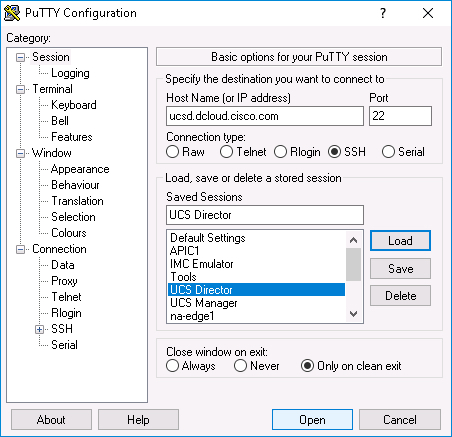 PuTTY Configuration
Category:
Session
Logging
Terminal
Keyboard
Bell
Features
Window
Appearance
Behaviour
Translation
Selection
Colours
Connection
Data
Proxy
Telnet
Rlogin
SSH
Serial
Basic options for your PuTTY session
Specify the destination you want to connect to
Host Name (or IP address) Port
ucsd.dcloud.cisco.com 22
Connection type:
Raw Telnet Rlogin SSH Serial
Load, save or delete a stored session
Saved Sessions
UCS Director
Default Settings
APIC1
IMC Emulator
Tools
UCS Director
UCS Manager
na-edge1
Load
Save
Delete
Close window on exit:
Always Never Only on clean exit
About Help Open Cancel